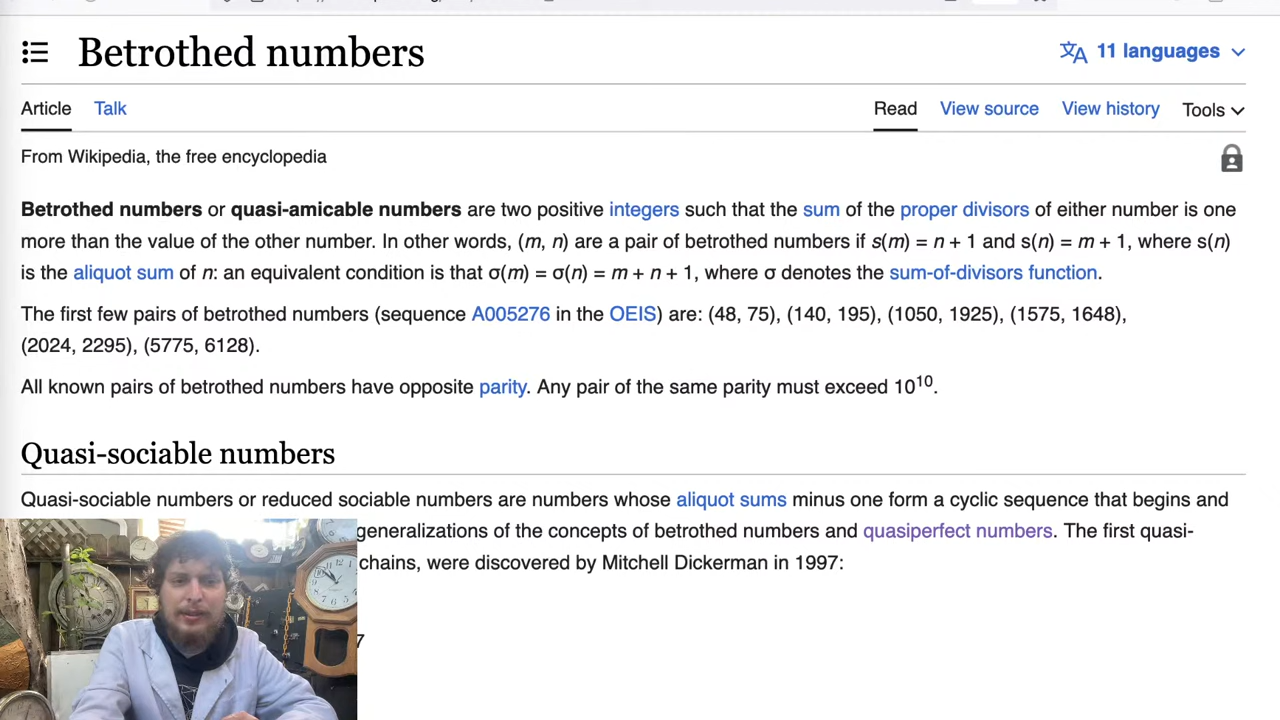 Betrothed numbers
11 languages
Article Talk Read View source View history Tools
From Wikipedia, the free encyclopedia
Betrothed numbers or quasi-amicable numbers are two positive integers such that the sum of the proper divisors of either number is one
more than the value of the other number. In other words, (m, n) are a pair of betrothed numbers if s(m) = n + 1 and s(n) = m + 1, where s(n)
is the aliquot sum of n: an equivalent condition is that σ(m) = σ(n) = m + n + 1, where σ denotes the sum-of-divisors function.
The first few pairs of betrothed numbers (sequence A005276 in the OEIS) are: (48, 75), (140, 195), (1050, 1925), (1575, 1648),
(2024, 2295), (5775, 6128).
All known pairs of betrothed numbers have opposite parity. Any pair of the same parity must exceed 10¹⁰.
Quasi-sociable numbers
Quasi-sociable numbers or reduced sociable numbers are numbers whose aliquot sums minus one form a cyclic sequence that begins and
generalizations of the concepts of betrothed numbers and quasiperfect numbers. The first quasi-
chains, were discovered by Mitchell Dickerman in 1997:
7